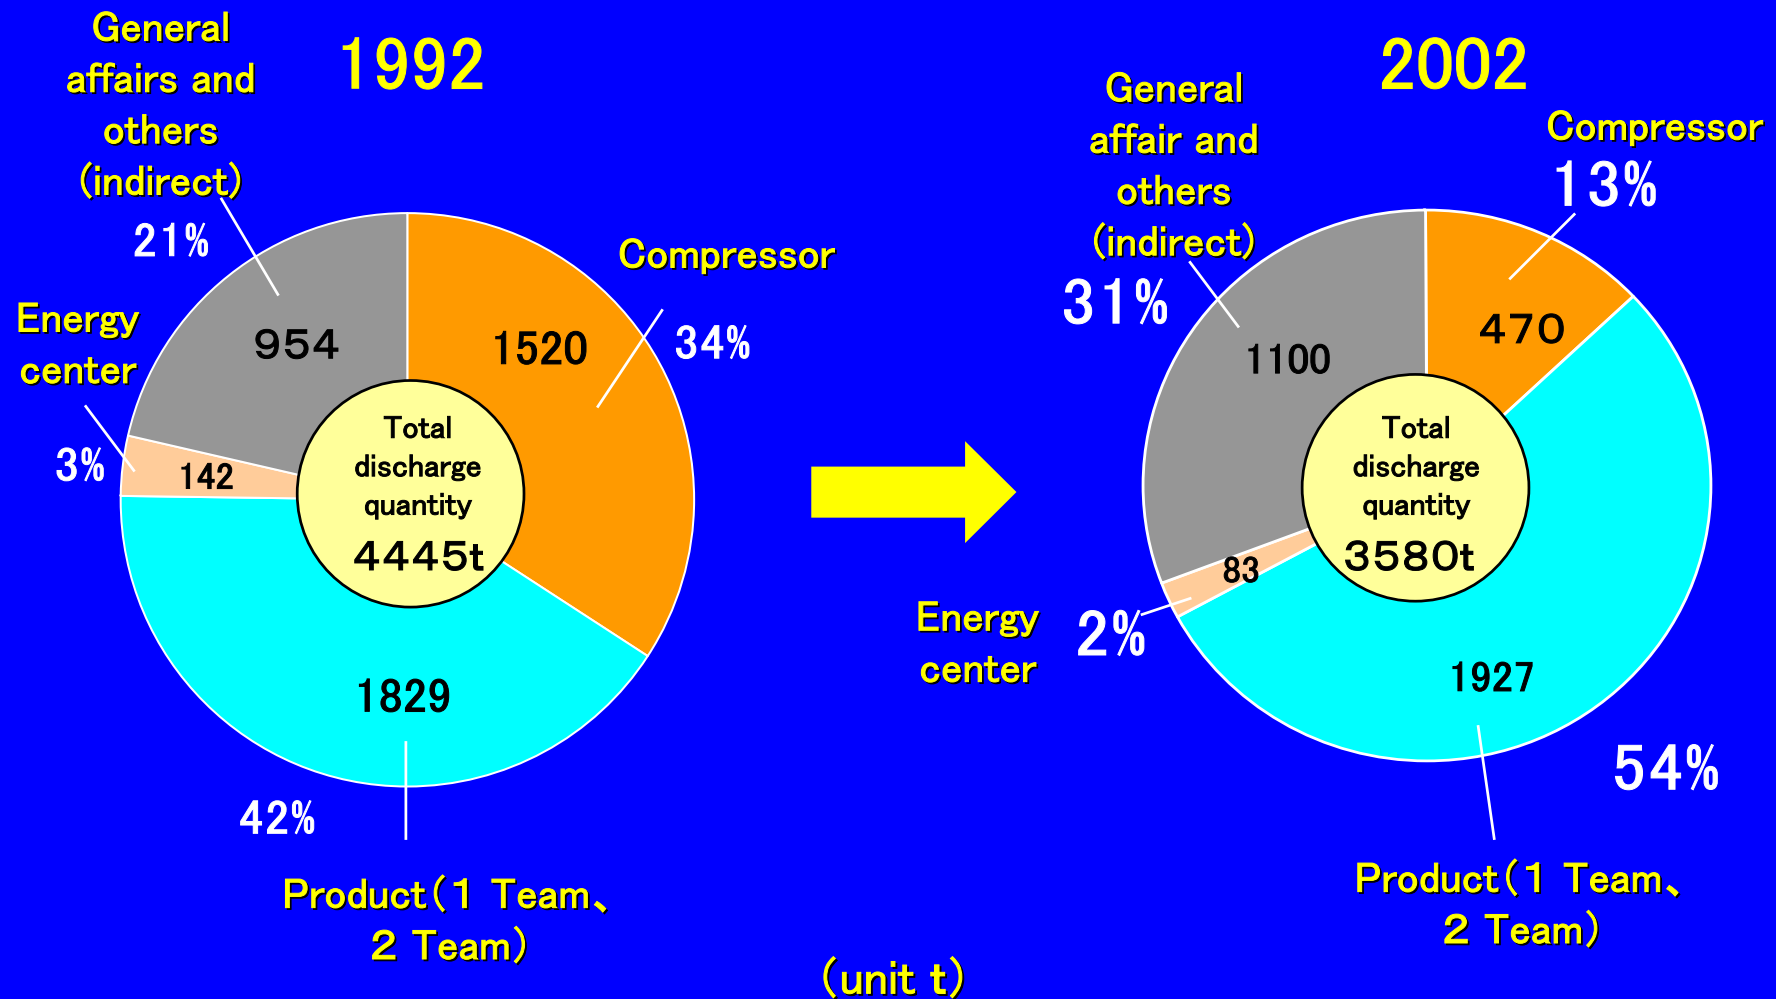 1992
General
affairs and
others
(indirect)
21%
Energy
center
3%
Compressor
34%
954
1520
142
1829
Total
discharge
quantity
4445t
42%
Product(1 Team、
2 Team)
2002
General
affair and
others
(indirect)
31%
Compressor
13%
470
1100
83
1927
Total
discharge
quantity
3580t
Energy
center
2%
54%
Product(1 Team、
2 Team)
(unit t)